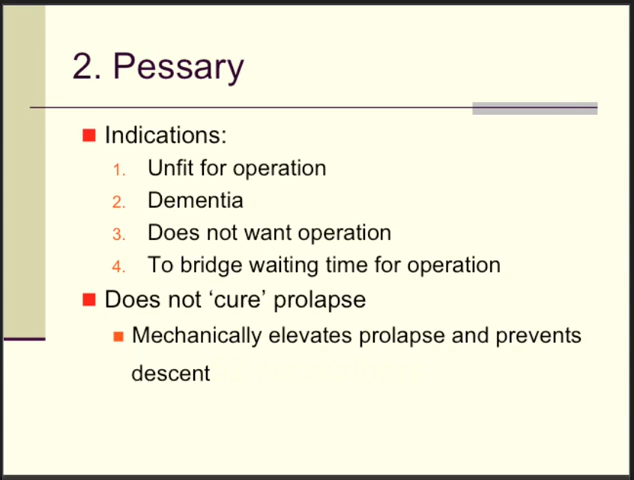 2. Pessary
Indications:
1. Unfit for operation
2. Dementia
3. Does not want operation
4. To bridge waiting time for operation
Does not ‘cure’ prolapse
Mechanically elevates prolapse and prevents
descent